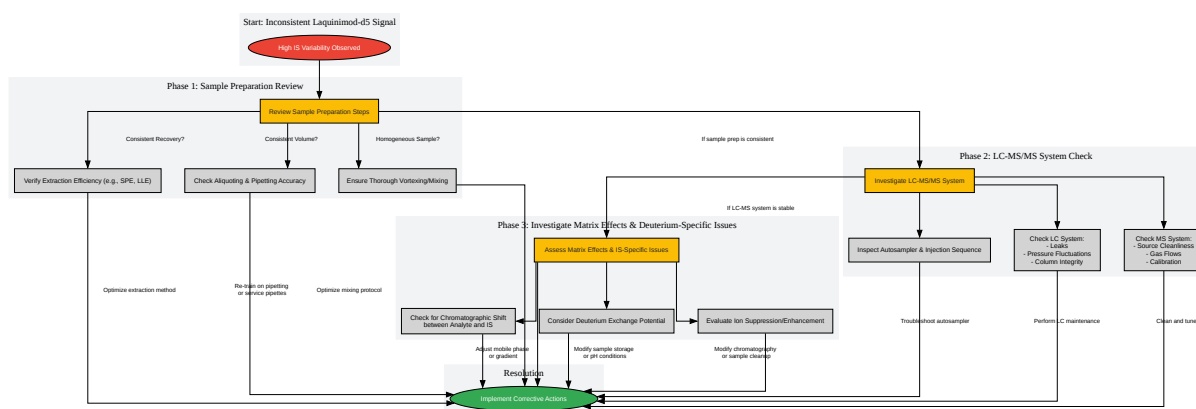 Start: Inconsistent Laquinimod-d5 Signal
High IS Variability Observed
Phase 1: Sample Preparation Review
Review Sample Preparation Steps
Consistent Recovery?
Consistent Volume?
Homogeneous Sample?
If sample prep is consistent
Verify Extraction Efficiency (e.g., SPE, LLE)
Check Aliquoting & Pipetting Accuracy
Ensure Thorough Vortexing/Mixing
Phase 2: LC-MS/MS System Check
Investigate LC-MS/MS System
If LC-MS system is stable
Phase 3: Investigate Matrix Effects & Deuterium-Specific Issues
Assess Matrix Effects & IS-Specific Issues
Inspect Autosampler & Injection Sequence
Check LC System:
- Leaks
- Pressure Fluctuations
- Column Integrity
Check MS System:
- Source Cleanliness
- Gas Flows
- Calibration
Optimize extraction method
Re-train on pipetting
or service pipettes
Optimize mixing protocol
Check for Chromatographic Shift
between Analyte and IS
Consider Deuterium Exchange Potential
Evaluate Ion Suppression/Enhancement
Troubleshoot autosampler
Perform LC maintenance
Clean and tune
Adjust mobile phase
or gradient
Modify sample storage
or pH conditions
Modify chromatography
or sample cleanup
Resolution
Implement Corrective Actions